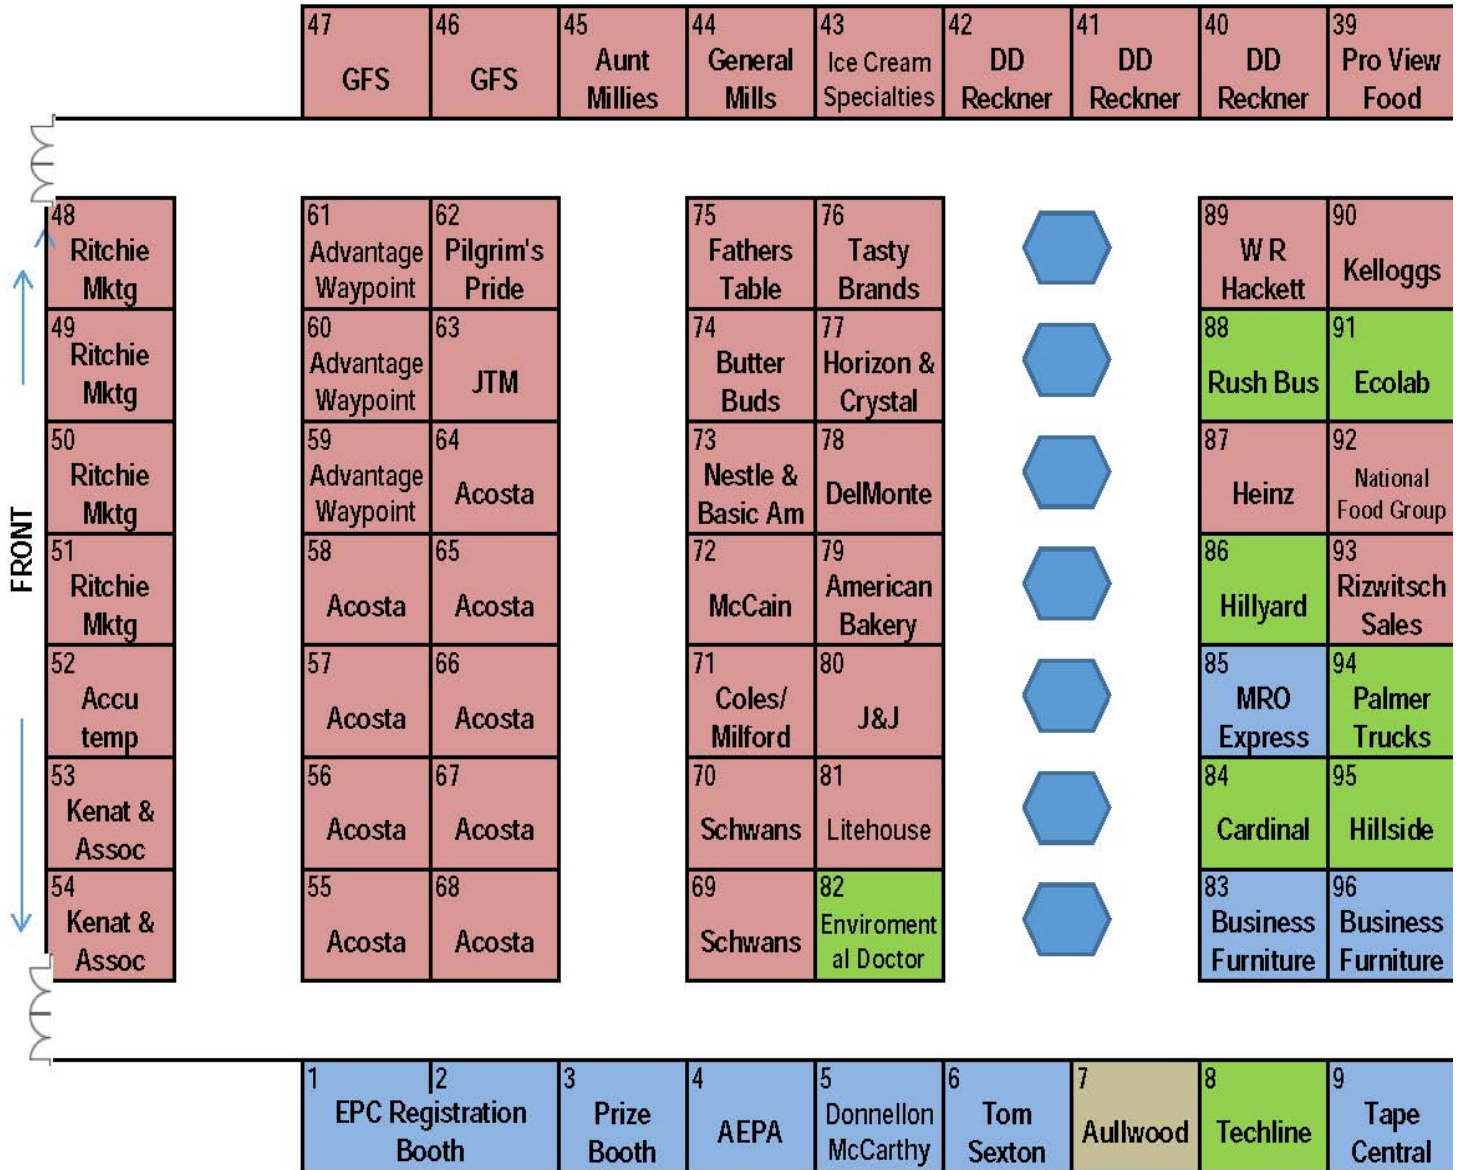 47
GFS
46
GFS
45
Aunt
Millies
44
General
Mills
43
Ice Cream
Specialties
42
DD
Reckner
41
DD
Reckner
40
DD
Reckner
39
Pro View
Food
FRONT
48
Ritchie
Mktg
49
Ritchie
Mktg
50
Ritchie
Mktg
51
Ritchie
Mktg
52
Accu
temp
53
Kenat &
Assoc
54
Kenat &
Assoc
61
Advantage
Waypoint
62
Pilgrim's
Pride
60
Advantage
Waypoint
63
JTM
59
Advantage
Waypoint
64
Acosta
58
Acosta
65
Acosta
57
Acosta
66
Acosta
56
Acosta
67
Acosta
55
Acosta
68
Acosta
75
Fathers
Table
76
Tasty
Brands
74
Butter
Buds
77
Horizon &
Crystal
73
Nestle &
Basic Am
78
DelMonte
72
McCain
79
American
Bakery
71
Coles/
Milford
80
J&J
70
Schwans
81
Litehouse
69
Schwans
82
Enviroment
al Doctor
89
W R
Hackett
90
Kelloggs
88
Rush Bus
91
Ecolab
87
Heinz
92
National
Food Group
86
Hillyard
93
Rizwitsch
Sales
85
MRO
Express
94
Palmer
Trucks
84
Cardinal
95
Hillside
83
Business
Furniture
96
Business
Furniture
1
2
EPC Registration
Booth
3
Prize
Booth
4
AEPA
5
Donnellon
McCarthy
6
Tom
Sexton
7
Aullwood
8
Techline
9
Tape
Central